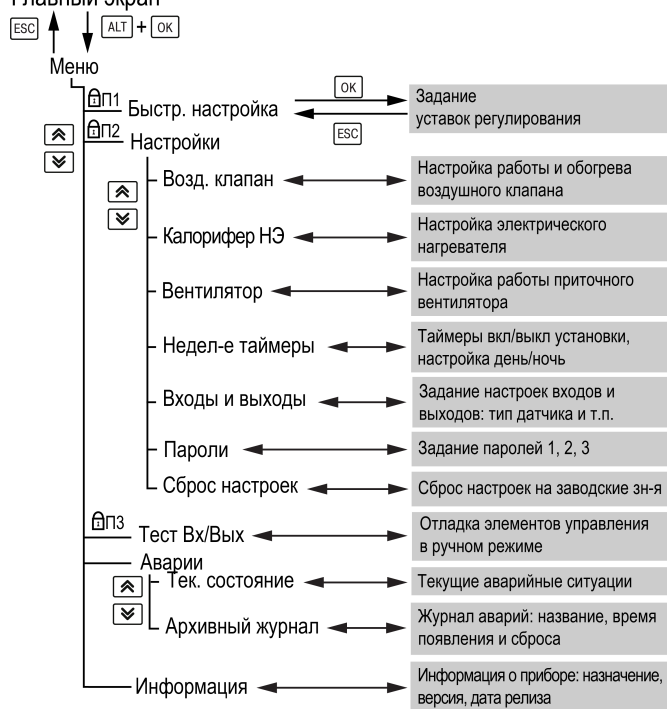 Главный экран
ESC ALT + OK
Меню
П1 Быстр. настройка OK ESC Задание
уставок регулирования
П2 Настройки
Возд. клапан Настройка работы и обогрева
воздушного клапана
Калорифер НЭ Настройка электрического
нагревателя
Вентилятор Настройка работы приточного
вентилятора
Недел-е таймеры Таймеры вкл/выкл установки,
настройка день/ночь
Входы и выходы Задание настроек входов и
выходов: тип датчика и т.п.
Пароли Задание паролей 1, 2, 3
Сброс настроек Сброс настроек на заводские зн-я
П3 Тест Вх/Вых Отладка элементов управления
в ручном режиме
Аварии
Тек. состояние Текущие аварийные ситуации
Архивный журнал Журнал аварий: название, время
появления и сброса
Информация Информация о приборе: назначение,
версия, дата релиза